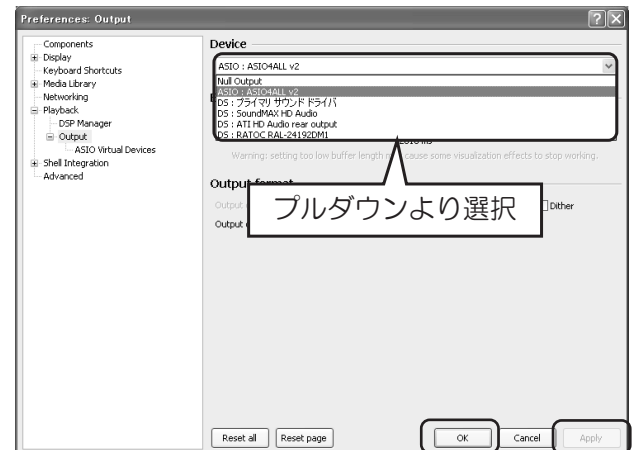 Preferences: Output
Components
Display
Keyboard Shortcuts
Media Library
Networking
Playback
DSP Manager
Output
ASIO Virtual Devices
Shell Integration
Advanced
Device
ASIO : ASIO4ALL v2
Null Output
ASIO : ASIO4ALL v2
DS : プライマリ サウンド ドライバ
DS : SoundMAX HD Audio
DS : ATI HD Audio rear output
DS : RATOC RAL-24192DM1
Warning: setting too low buffer length cause some visualization effects to stop working.
Output format
Output
Dither
Output
プルダウンより選択
Reset all
Reset page
OK
Cancel
Apply